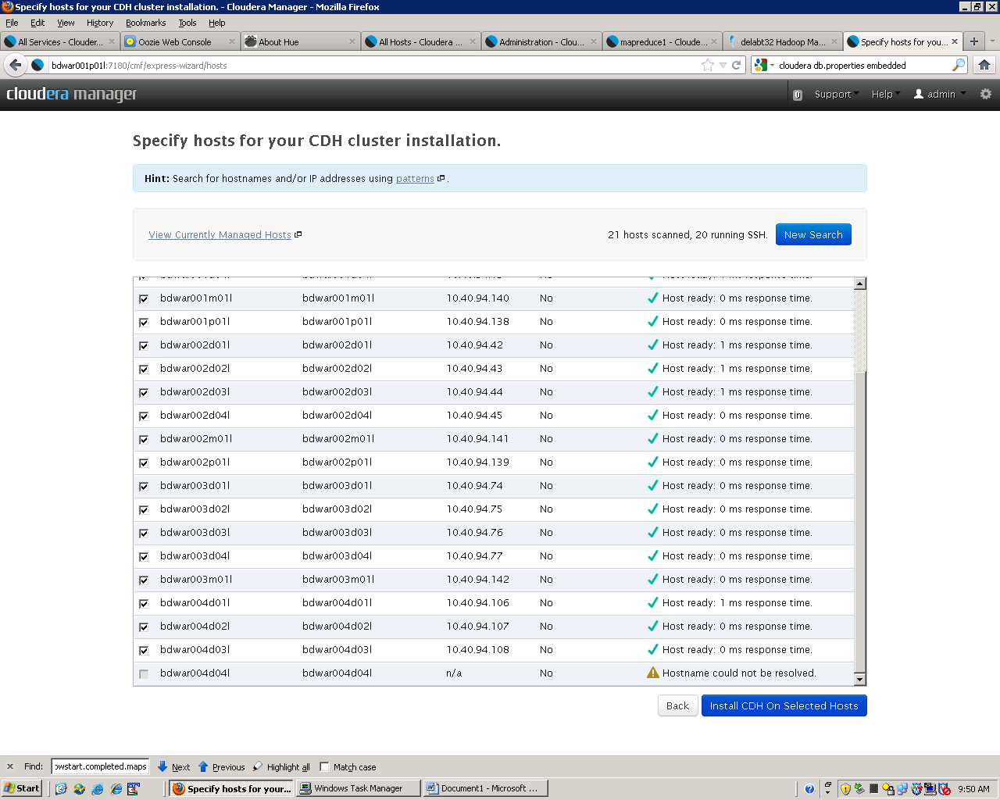 Specify hosts for your CDH cluster installation. - Cloudera Manager - Mozilla Firefox
File Edit View History Bookmarks Tools Help
All Services - Clouder... Oozie Web Console About Hue All Hosts - Cloudera ... Administration - Clou... mapreduce1 - Cloude... delabt32 Hadoop Ma... Specify hosts for you...
bdwar001p01l:7180/cmf/express-wizard/hosts cloudera db.properties embedded
cloudera manager 0 Support Help admin
Specify hosts for your CDH cluster installation.
Hint: Search for hostnames and/or IP addresses using patterns .
View Currently Managed Hosts 21 hosts scanned, 20 running SSH. New Search
bdwar001m01l bdwar001m01l 10.40.94.140 No Host ready: 0 ms response time.
bdwar001p01l bdwar001p01l 10.40.94.138 No Host ready: 0 ms response time.
bdwar002d01l bdwar002d01l 10.40.94.42 No Host ready: 1 ms response time.
bdwar002d02l bdwar002d02l 10.40.94.43 No Host ready: 1 ms response time.
bdwar002d03l bdwar002d03l 10.40.94.44 No Host ready: 1 ms response time.
bdwar002d04l bdwar002d04l 10.40.94.45 No Host ready: 0 ms response time.
bdwar002m01l bdwar002m01l 10.40.94.141 No Host ready: 0 ms response time.
bdwar002p01l bdwar002p01l 10.40.94.139 No Host ready: 0 ms response time.
bdwar003d01l bdwar003d01l 10.40.94.74 No Host ready: 0 ms response time.
bdwar003d02l bdwar003d02l 10.40.94.75 No Host ready: 0 ms response time.
bdwar003d03l bdwar003d03l 10.40.94.76 No Host ready: 0 ms response time.
bdwar003d04l bdwar003d04l 10.40.94.77 No Host ready: 0 ms response time.
bdwar003m01l bdwar003m01l 10.40.94.142 No Host ready: 0 ms response time.
bdwar004d01l bdwar004d01l 10.40.94.106 No Host ready: 1 ms response time.
bdwar004d02l bdwar004d02l 10.40.94.107 No Host ready: 0 ms response time.
bdwar004d03l bdwar004d03l 10.40.94.108 No Host ready: 0 ms response time.
bdwar004d04l bdwar004d04l n/a No Hostname could not be resolved.
Back Install CDH On Selected Hosts
Find: owstart.completed.maps Next Previous Highlight all Match case
Start Specify hosts for your... Windows Task Manager Document1 - Microsoft ... 9:50 AM